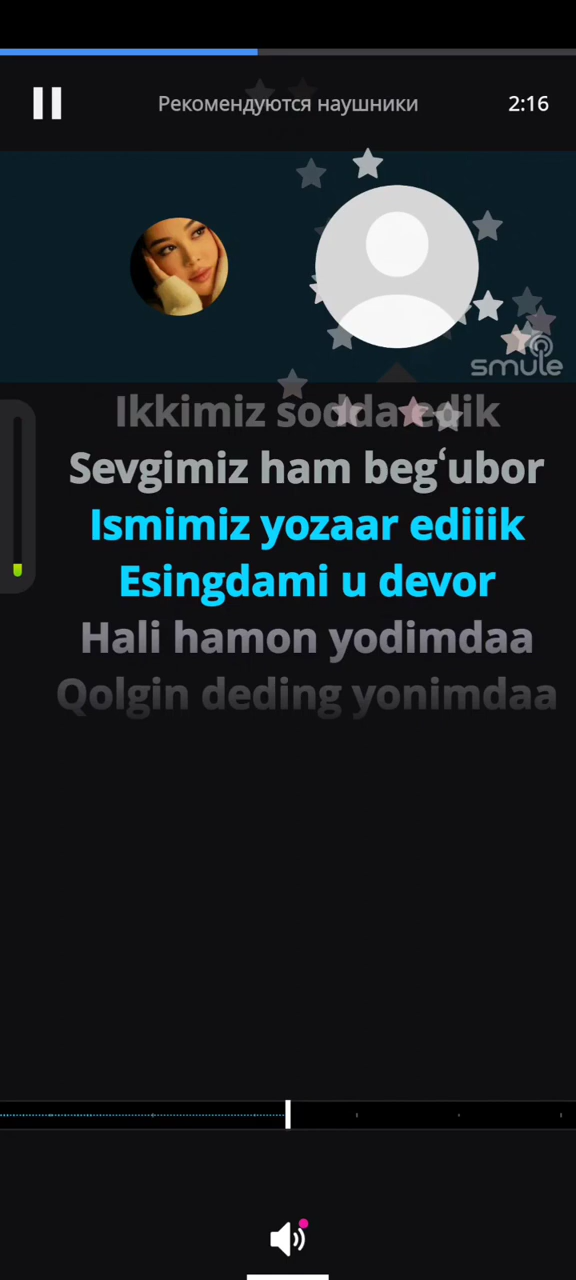 Рекомендуются наушники
2:16
smule
Ikkimiz sodda edik
Sevgimiz ham begʻubor
Ismimiz yozaar ediiik
Esingdami u devor
Hali hamon yodimdaa
Qolgin deding yonimdaa